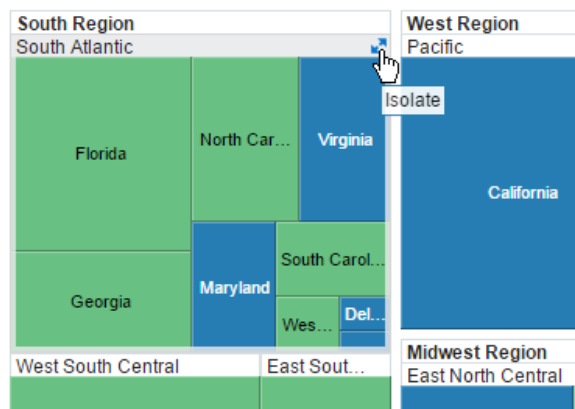 South Region
South Atlantic
Isolate
Florida
North Car...
Virginia
Georgia
Maryland
South Carol...
Wes...
Del...
West South Central
East Sout...
West Region
Pacific
California
Midwest Region
East North Central